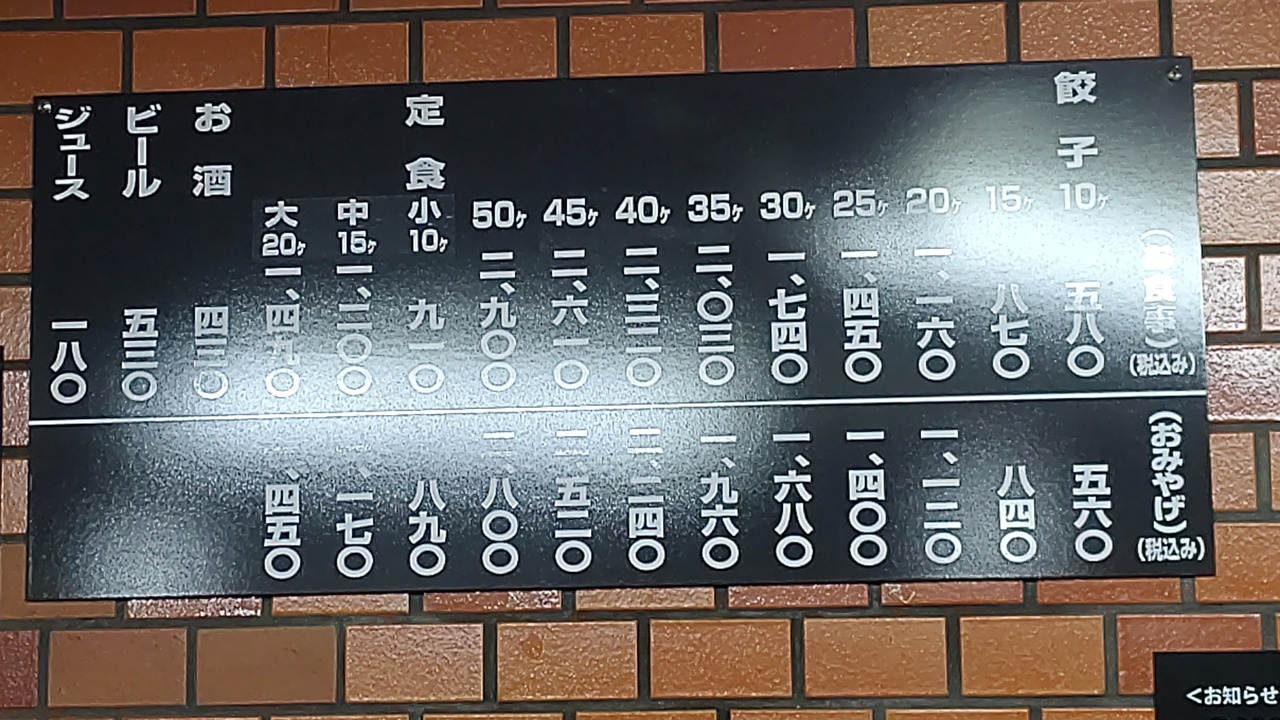 （お食事）（税込み）
餃子 10ヶ 五八〇
15ヶ 八七〇
20ヶ 一、一六〇
25ヶ 一、四五〇
30ヶ 一、七四〇
35ヶ 二、〇三〇
40ヶ 二、三二〇
45ヶ 二、六一〇
50ヶ 二、九〇〇
定食 小 10ヶ 九一〇
中 15ヶ 一、二〇〇
大 20ヶ 一、四九〇
お酒 四三〇
ビール 五三〇
ジュース 一八〇
（おみやげ）（税込み）
五六〇
八四〇
一、一二〇
一、四〇〇
一、六八〇
一、九六〇
二、二四〇
二、五二〇
二、八〇〇
八九〇
一、一七〇
一、四五〇
＜お知らせ